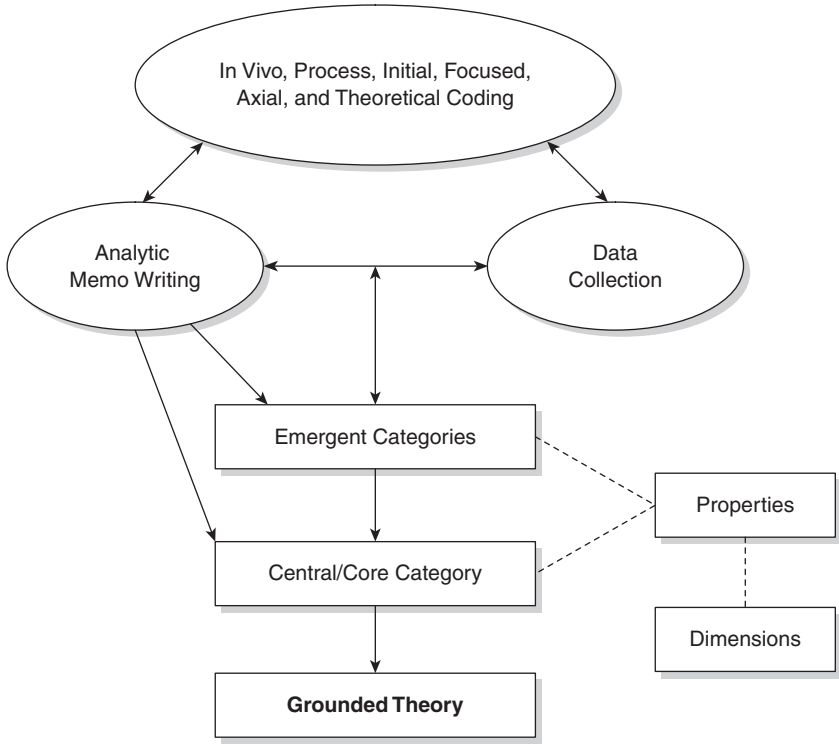 In Vivo, Process, Initial, Focused,
Axial, and Theoretical Coding
Analytic
Memo Writing
Data
Collection
Emergent Categories
Properties
Central/Core Category
Dimensions
Grounded Theory